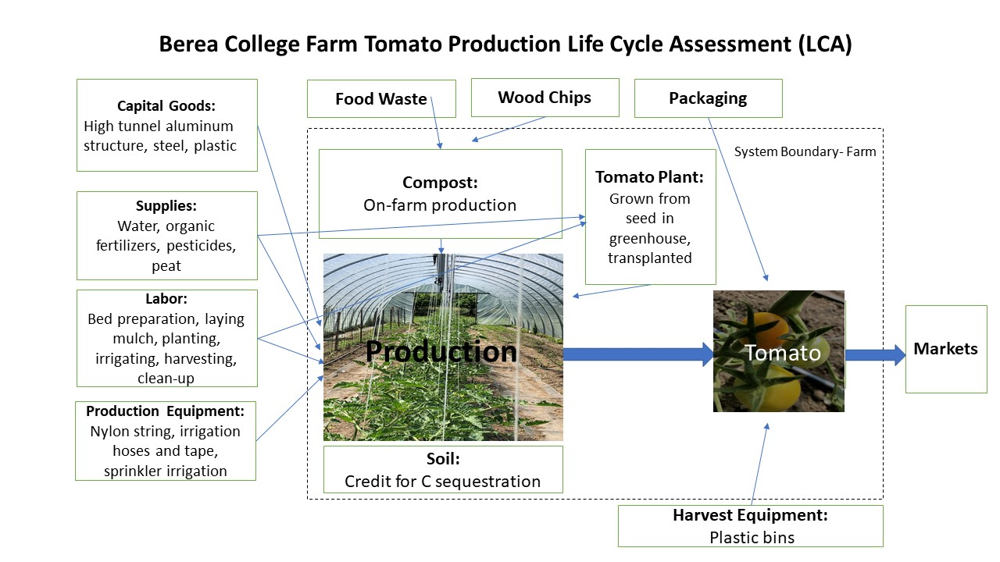 Berea College Farm Tomato Production Life Cycle Assessment (LCA)
Capital Goods:
High tunnel aluminum
structure, steel, plastic
Supplies:
Water, organic
fertilizers, pesticides,
peat
Labor:
Bed preparation, laying
mulch, planting,
irrigating, harvesting,
clean-up
Production Equipment:
Nylon string, irrigation
hoses and tape,
sprinkler irrigation
Food Waste
Wood Chips
Packaging
System Boundary- Farm
Compost:
On-farm production
Tomato Plant:
Grown from
seed in
greenhouse,
transplanted
Production
Tomato
Markets
Soil:
Credit for C sequestration
Harvest Equipment:
Plastic bins